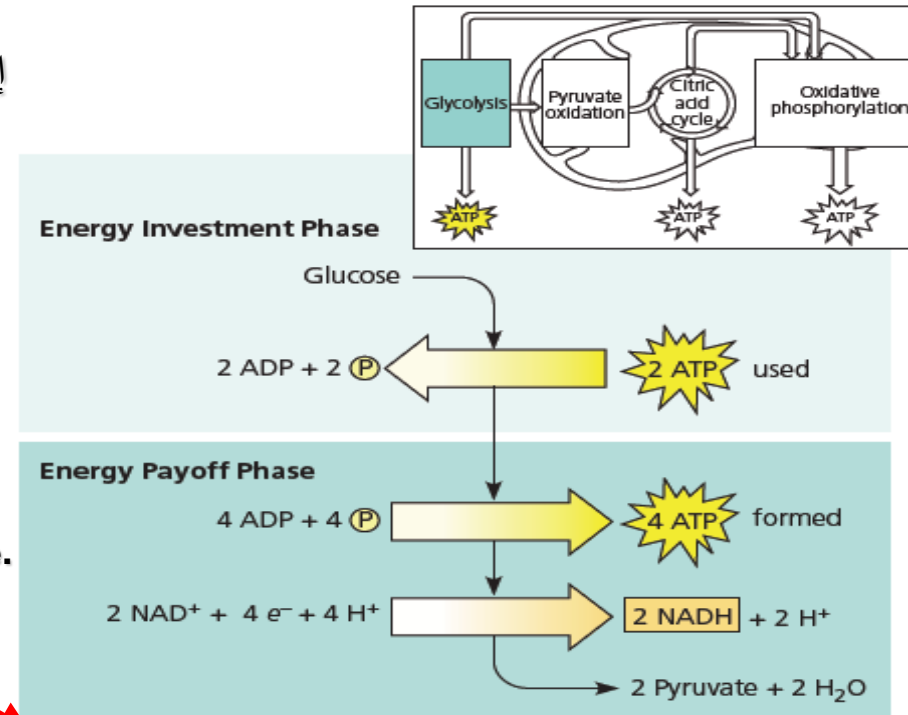 Glycolysis
Pyruvate
oxidation
Citric
acid
cycle
Oxidative
phosphorylation
ATP
ATP
ATP
Energy Investment Phase
Glucose
2 ADP + 2 P
2 ATP used
Energy Payoff Phase
4 ADP + 4 P
4 ATP formed
2 NAD⁺ + 4 e⁻ + 4 H⁺
2 NADH + 2 H⁺
2 Pyruvate + 2 H₂O